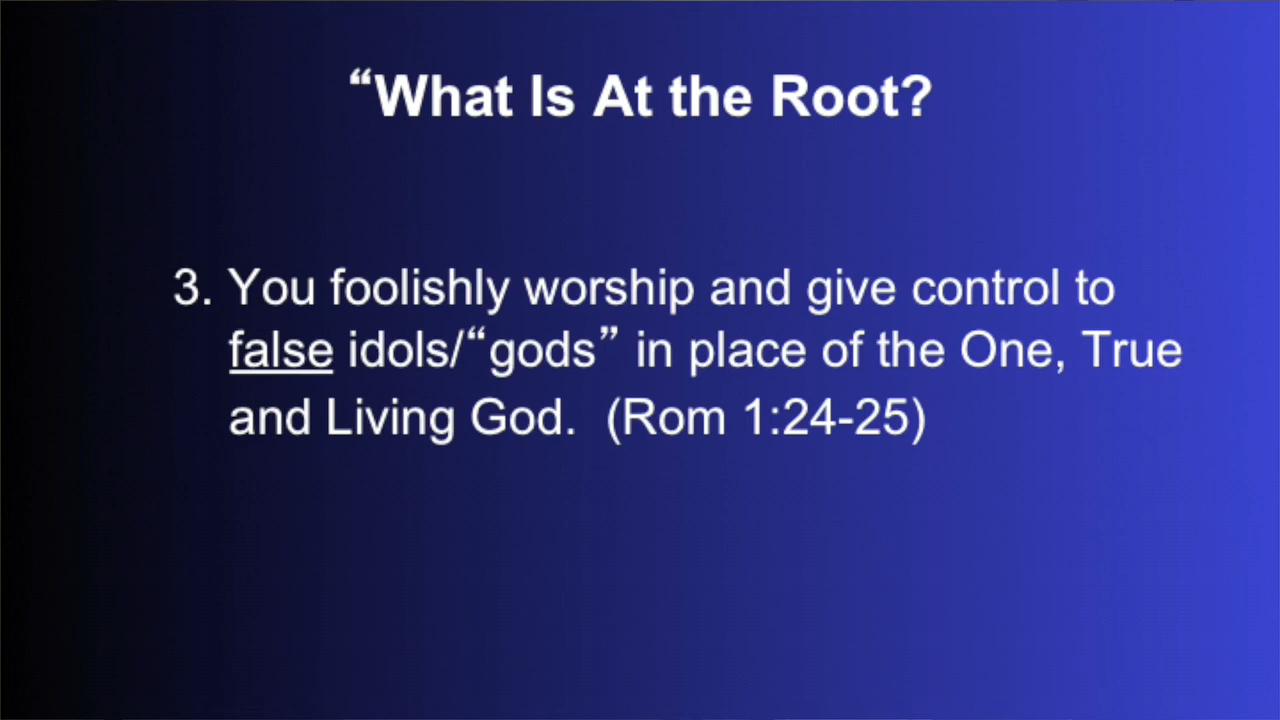 “What Is At the Root?
3. You foolishly worship and give control to
false idols/“gods” in place of the One, True
and Living God.  (Rom 1:24-25)